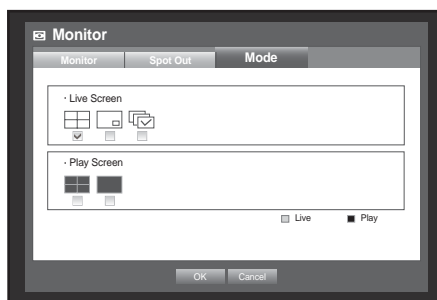 Monitor
Monitor Spot Out Mode
· Live Screen
· Play Screen
Live Play
OK Cancel